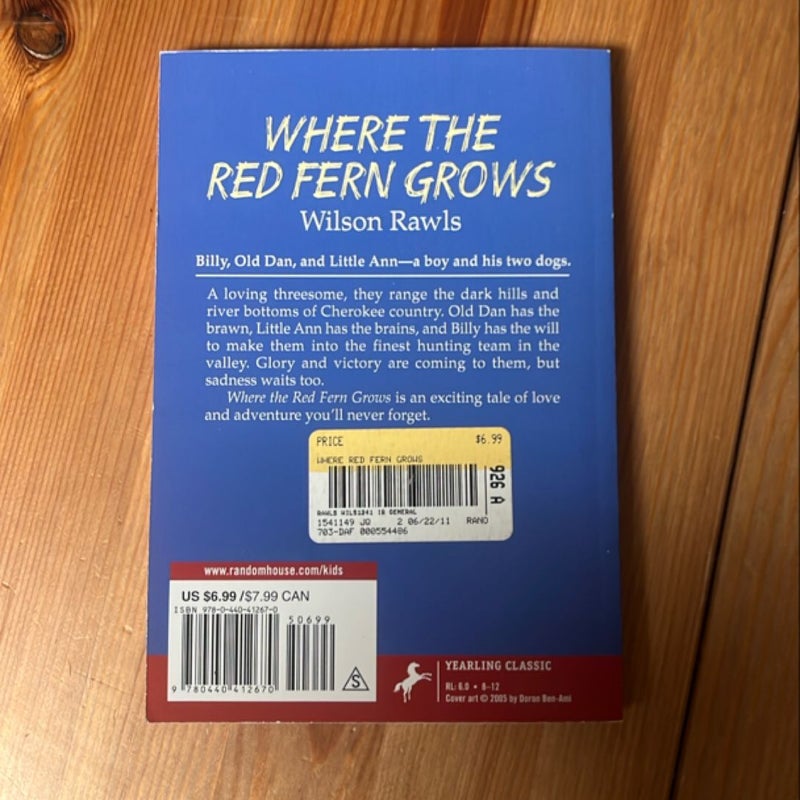 WHERE THE
RED FERN GROWS
Wilson Rawls
Billy, Old Dan, and Little Ann—a boy and his two dogs.
A loving threesome, they range the dark hills and
river bottoms of Cherokee country. Old Dan has the
brawn, Little Ann has the brains, and Billy has the will
to make them into the finest hunting team in the
valley. Glory and victory are coming to them, but
sadness waits too.
Where the Red Fern Grows is an exciting tale of love
and adventure you'll never forget.
PRICE $6.99
WHERE RED FERN GROWS
926 A
RAWLS WILS1241 18 GENERAL
1541149 JQ 2 06/22/11 RAND
703-DAF 000554486
www.randomhouse.com/kids
US $6.99 /$7.99 CAN
ISBN 978-0-440-41267-0
50699
9 780440 412670
S
YEARLING CLASSIC
RL: 6.0 • 8–12
Cover art © 2005 by Doron Ben-Ami